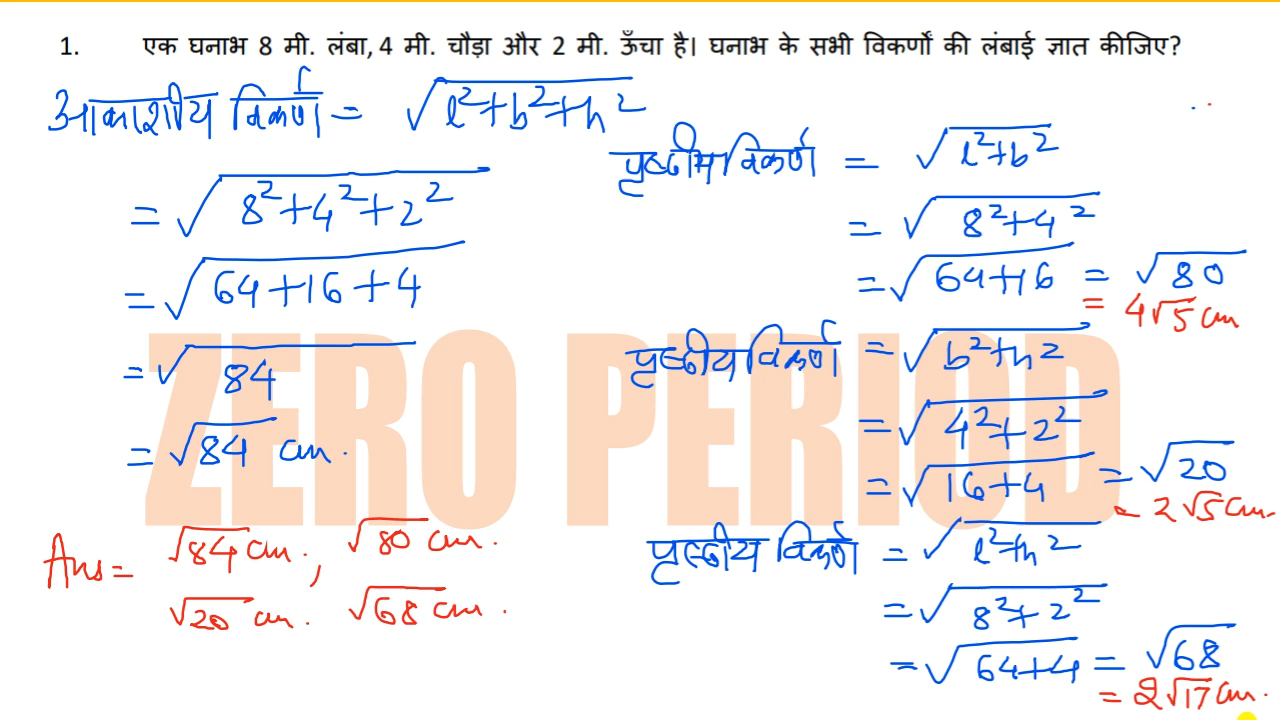 1. एक घनाभ 8 मी. लंबा, 4 मी. चौड़ा और 2 मी. ऊँचा है। घनाभ के सभी विकर्णों की लंबाई ज्ञात कीजिए?
आकाशीय विकर्ण = √l²+b²+h²
= √8²+4²+2²
= √64+16+4
= √84
= √84 cm.
Ans = √84 cm, √80 cm.
√20 cm. √68 cm.
पृष्ठीय विकर्ण = √l²+b²
= √8²+4²
= √64+16 = √80
= 4√5 cm
पृष्ठीय विकर्ण = √b²+h²
= √4²+2²
= √16+4 = √20
= 2√5 cm.
पृष्ठीय विकर्ण = √l²+h²
= √8²+2²
= √64+4 = √68
= 2√17 cm.
ZERO PERIOD